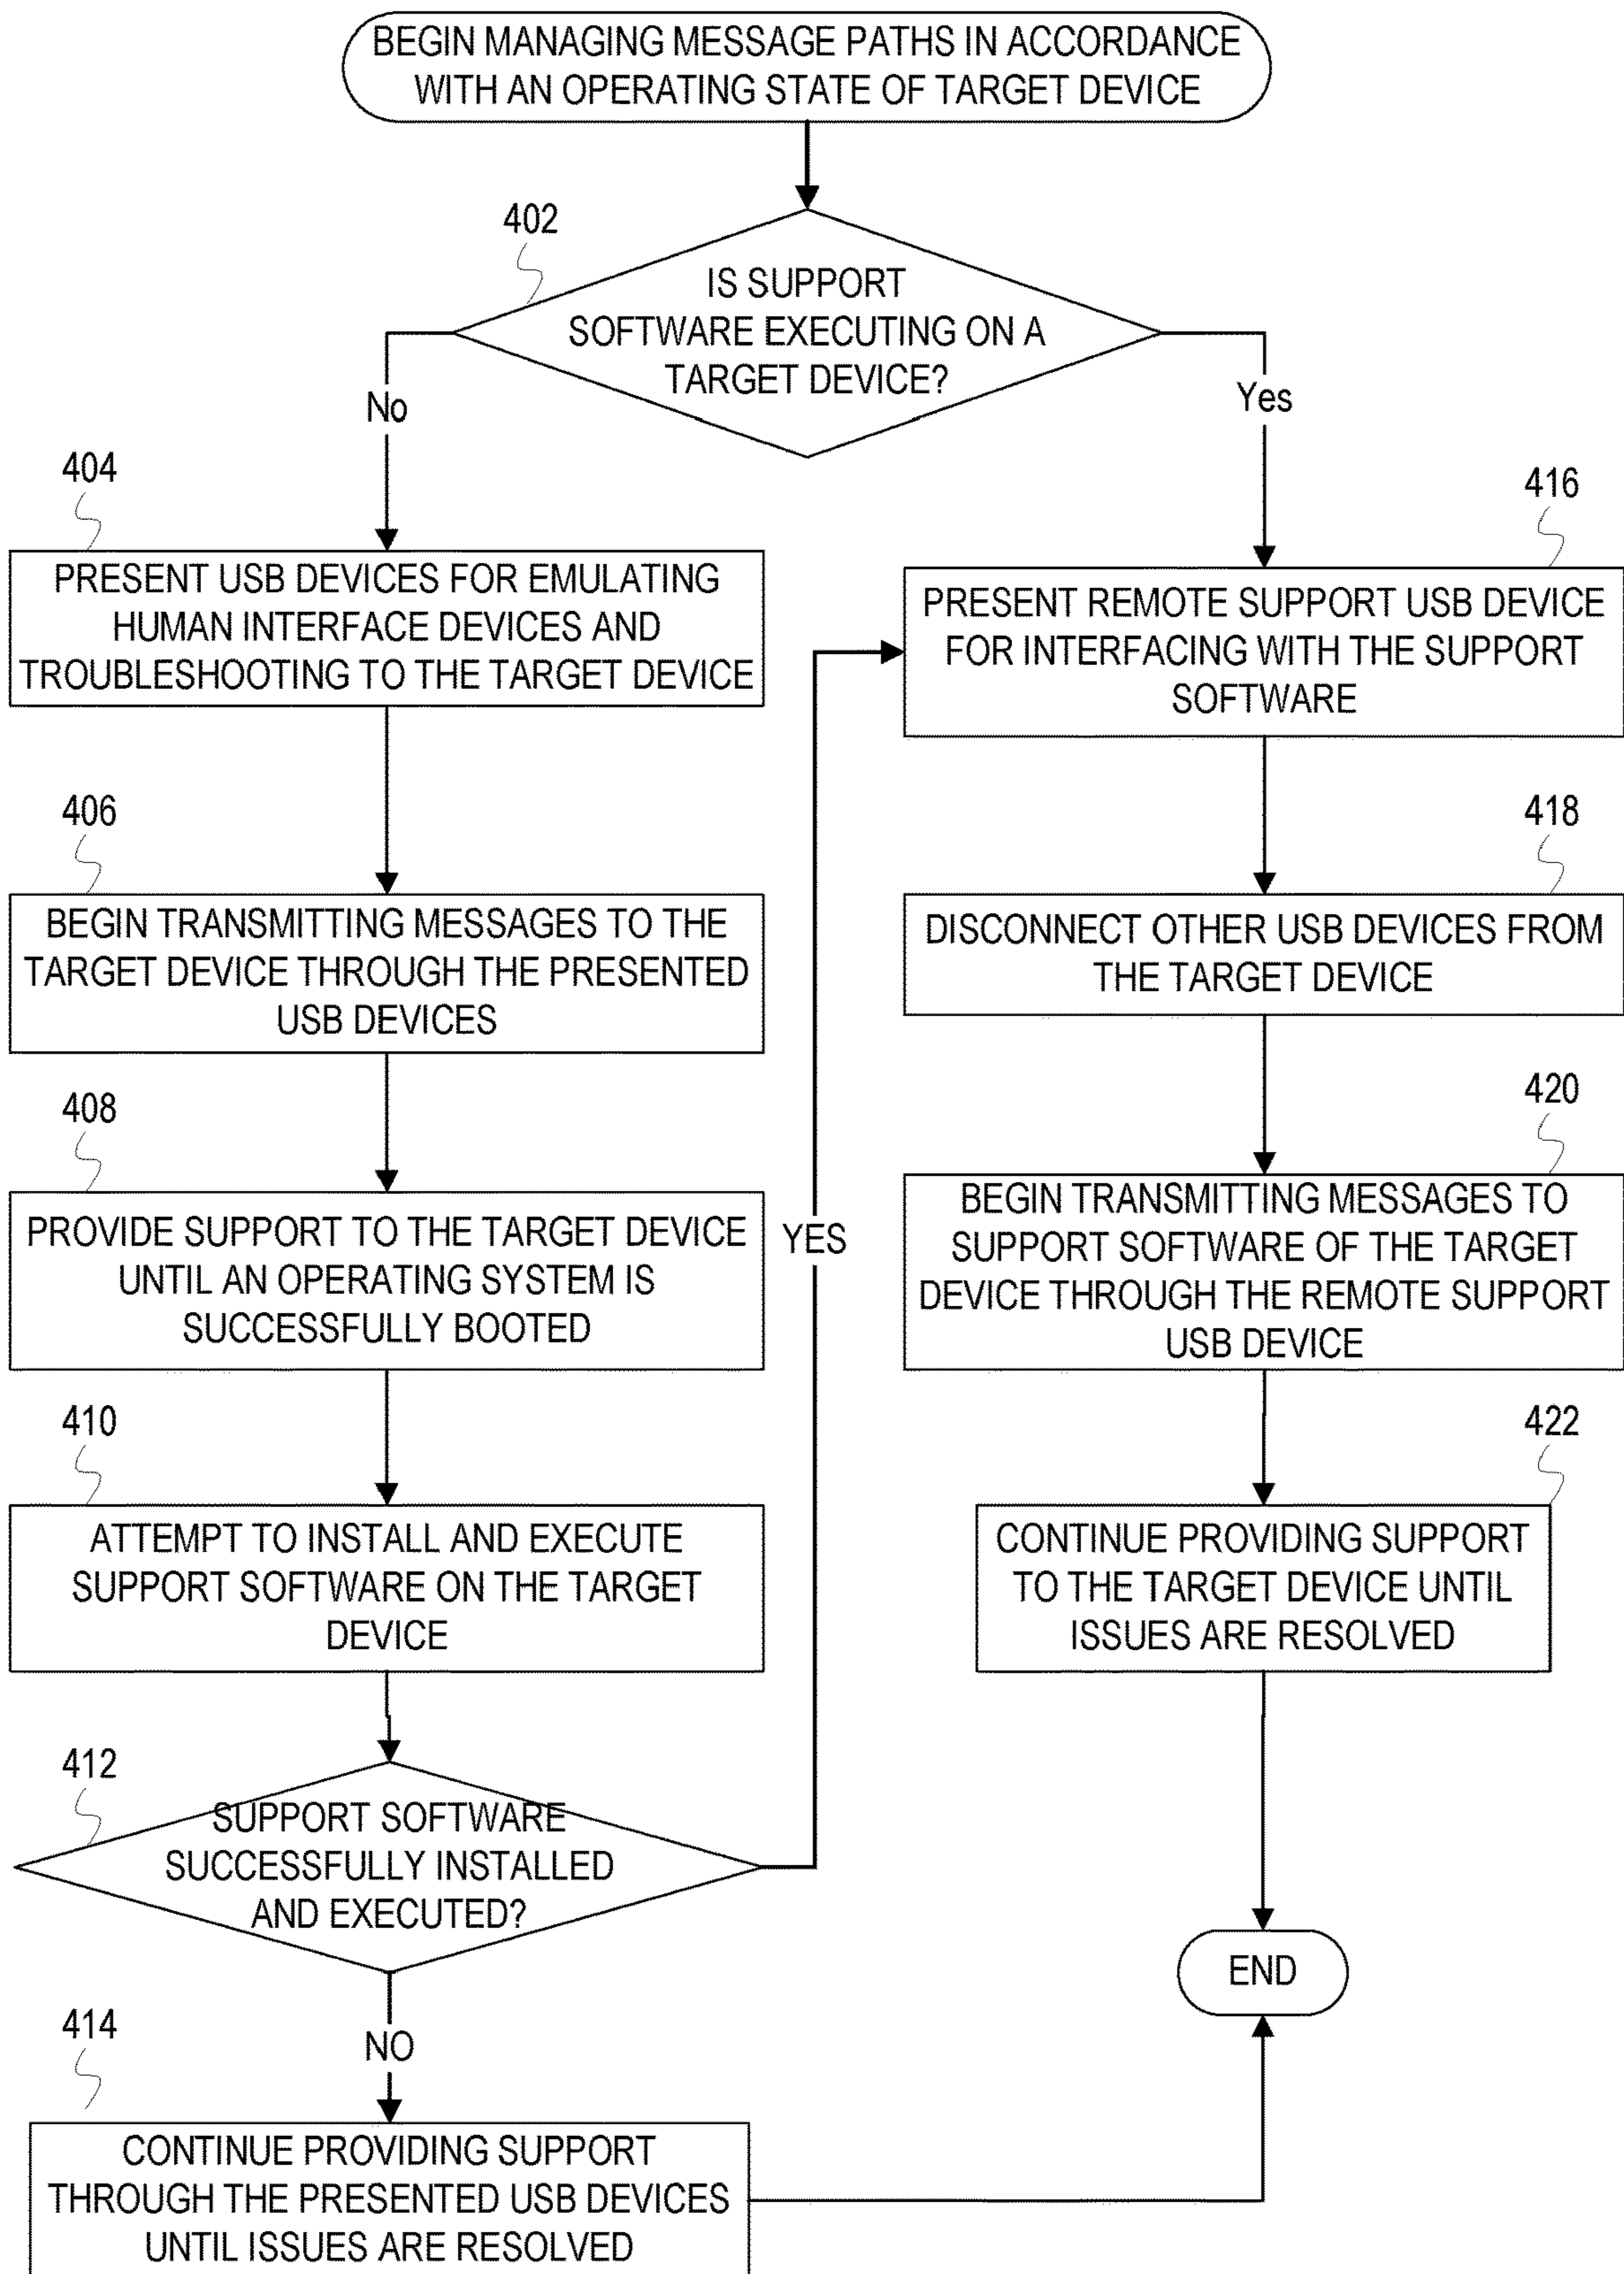 BEGIN MANAGING MESSAGE PATHS IN ACCORDANCE
WITH AN OPERATING STATE OF TARGET DEVICE
402
IS SUPPORT
SOFTWARE EXECUTING ON A
TARGET DEVICE?
No
Yes
404
PRESENT USB DEVICES FOR EMULATING
HUMAN INTERFACE DEVICES AND
TROUBLESHOOTING TO THE TARGET DEVICE
406
BEGIN TRANSMITTING MESSAGES TO THE
TARGET DEVICE THROUGH THE PRESENTED
USB DEVICES
408
PROVIDE SUPPORT TO THE TARGET DEVICE
UNTIL AN OPERATING SYSTEM IS
SUCCESSFULLY BOOTED
410
ATTEMPT TO INSTALL AND EXECUTE
SUPPORT SOFTWARE ON THE TARGET
DEVICE
412
SUPPORT SOFTWARE
SUCCESSFULLY INSTALLED
AND EXECUTED?
YES
NO
414
CONTINUE PROVIDING SUPPORT
THROUGH THE PRESENTED USB DEVICES
UNTIL ISSUES ARE RESOLVED
416
PRESENT REMOTE SUPPORT USB DEVICE
FOR INTERFACING WITH THE SUPPORT
SOFTWARE
418
DISCONNECT OTHER USB DEVICES FROM
THE TARGET DEVICE
420
BEGIN TRANSMITTING MESSAGES TO
SUPPORT SOFTWARE OF THE TARGET
DEVICE THROUGH THE REMOTE SUPPORT
USB DEVICE
422
CONTINUE PROVIDING SUPPORT
TO THE TARGET DEVICE UNTIL
ISSUES ARE RESOLVED
END